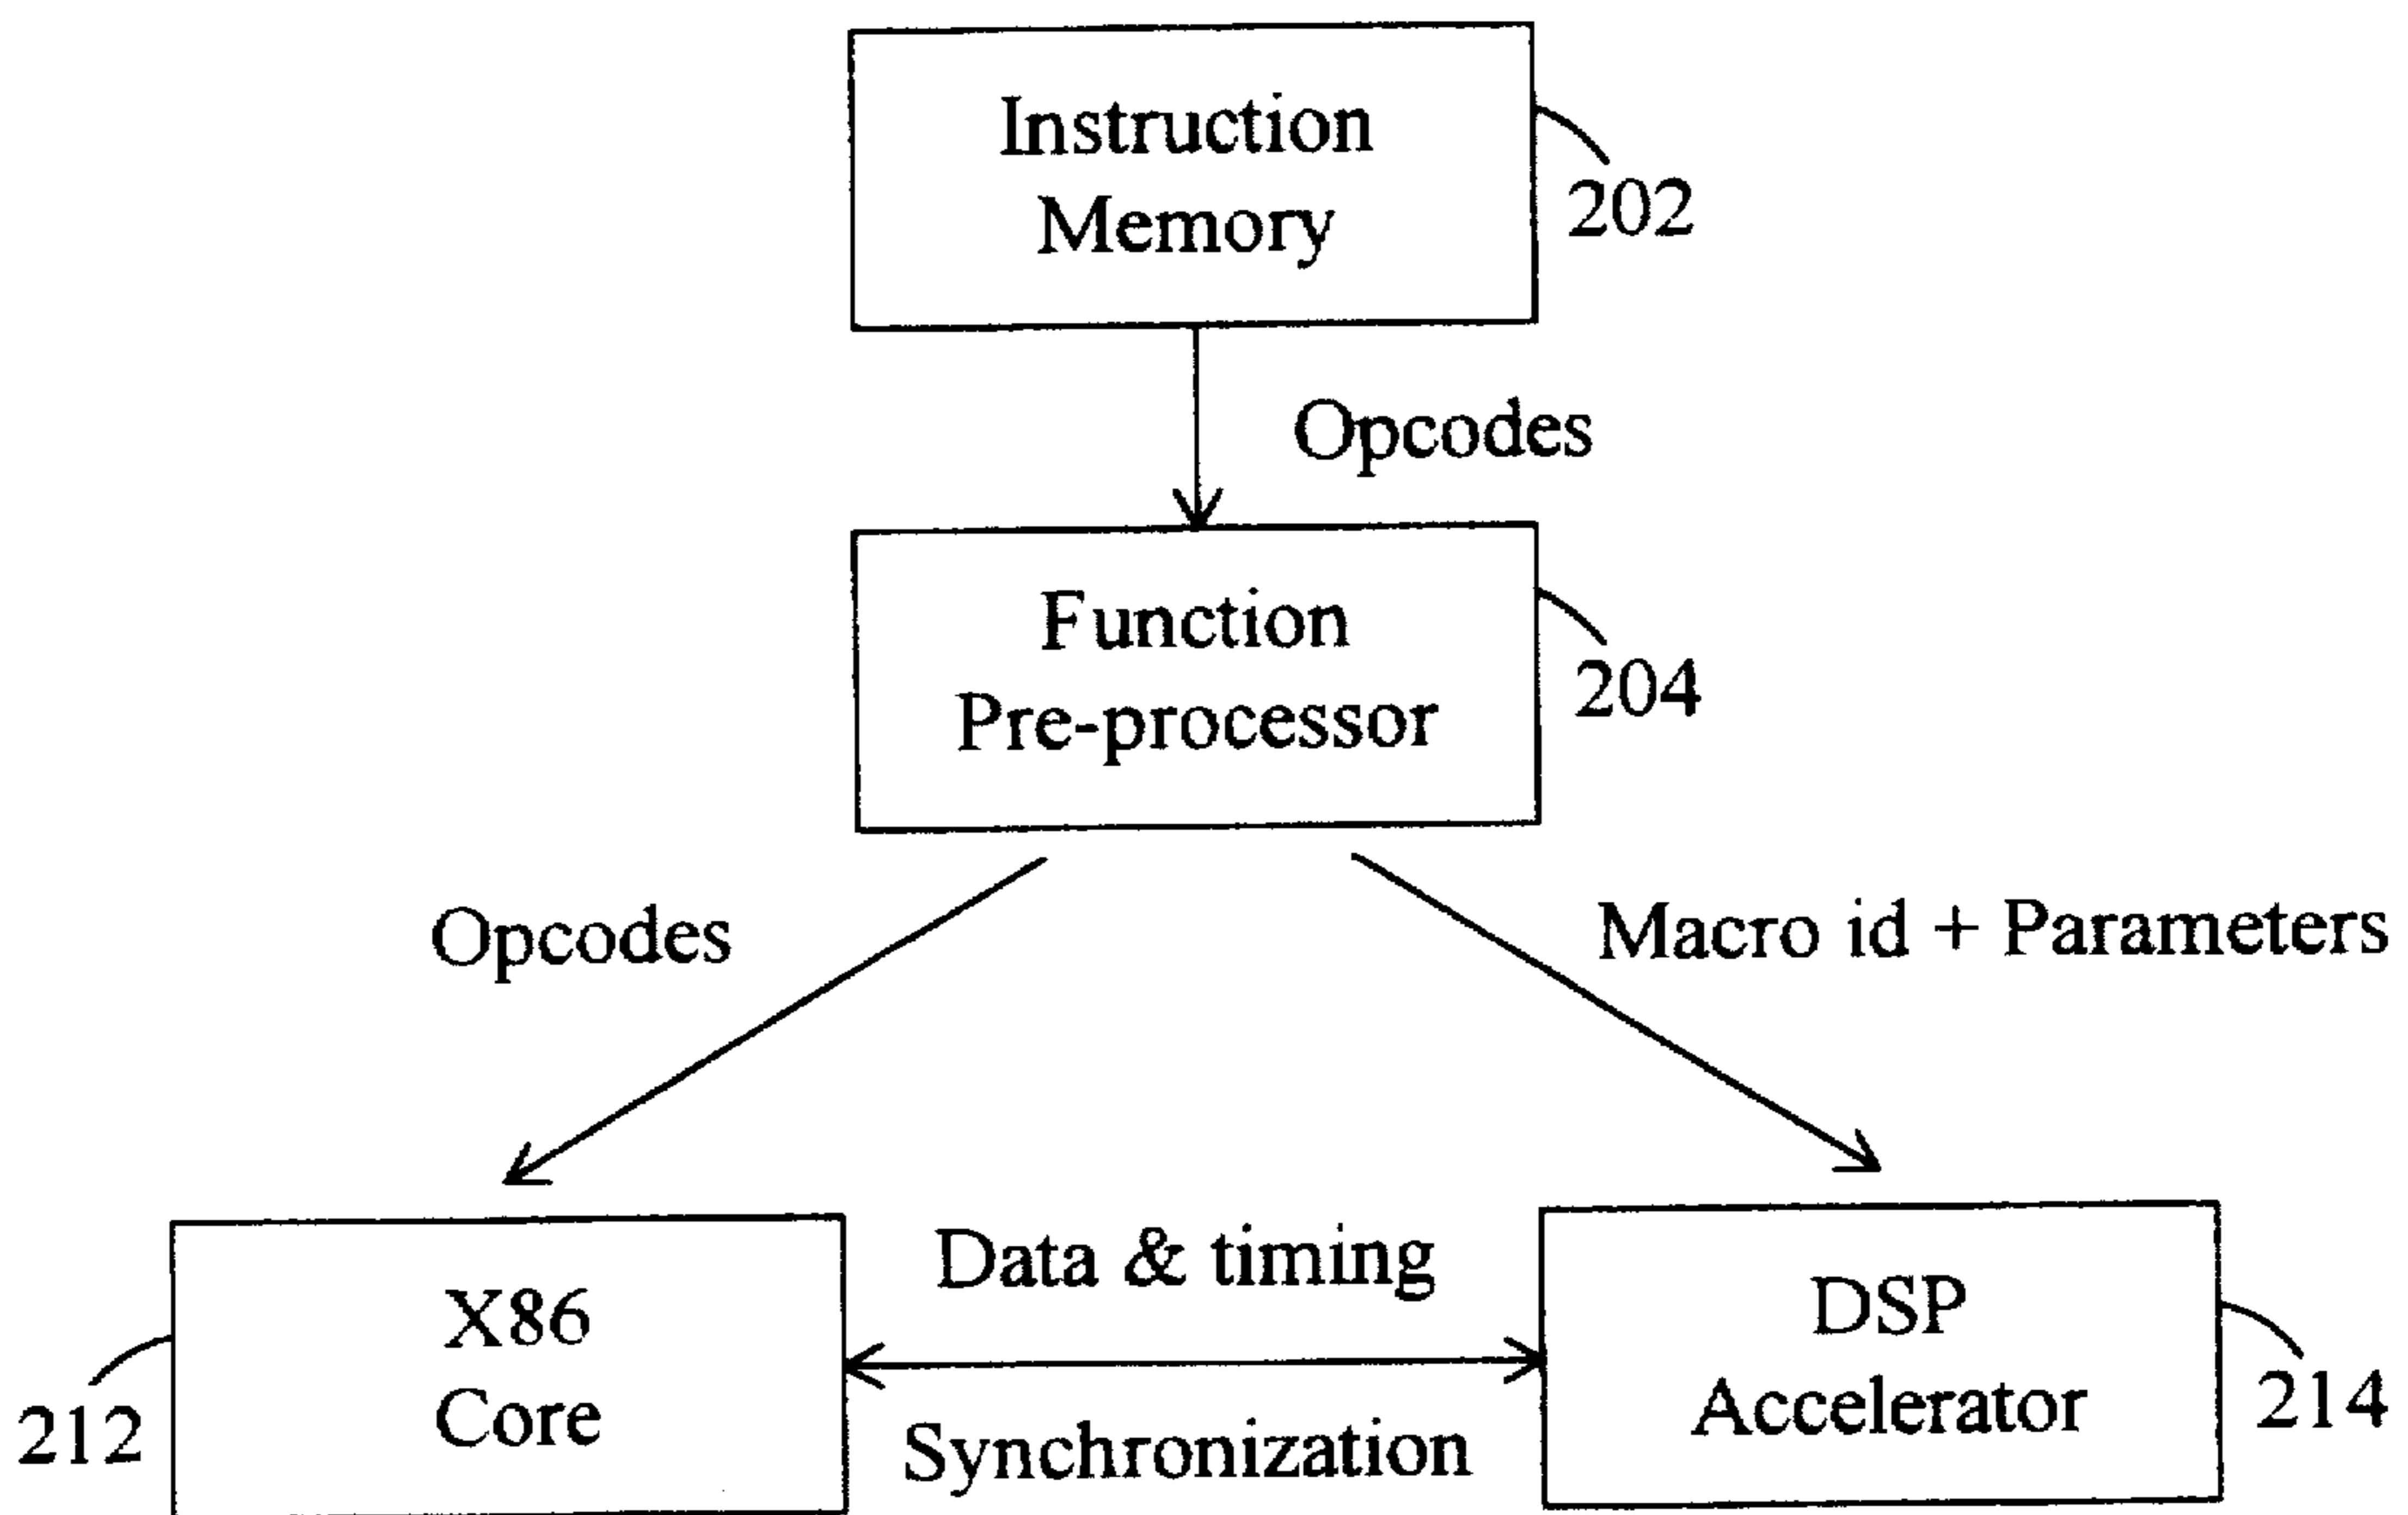 Instruction
Memory
202
Opcodes
Function
Pre-processor
204
Opcodes
Macro id + Parameters
X86
Core
212
Data & timing
Synchronization
DSP
Accelerator
214